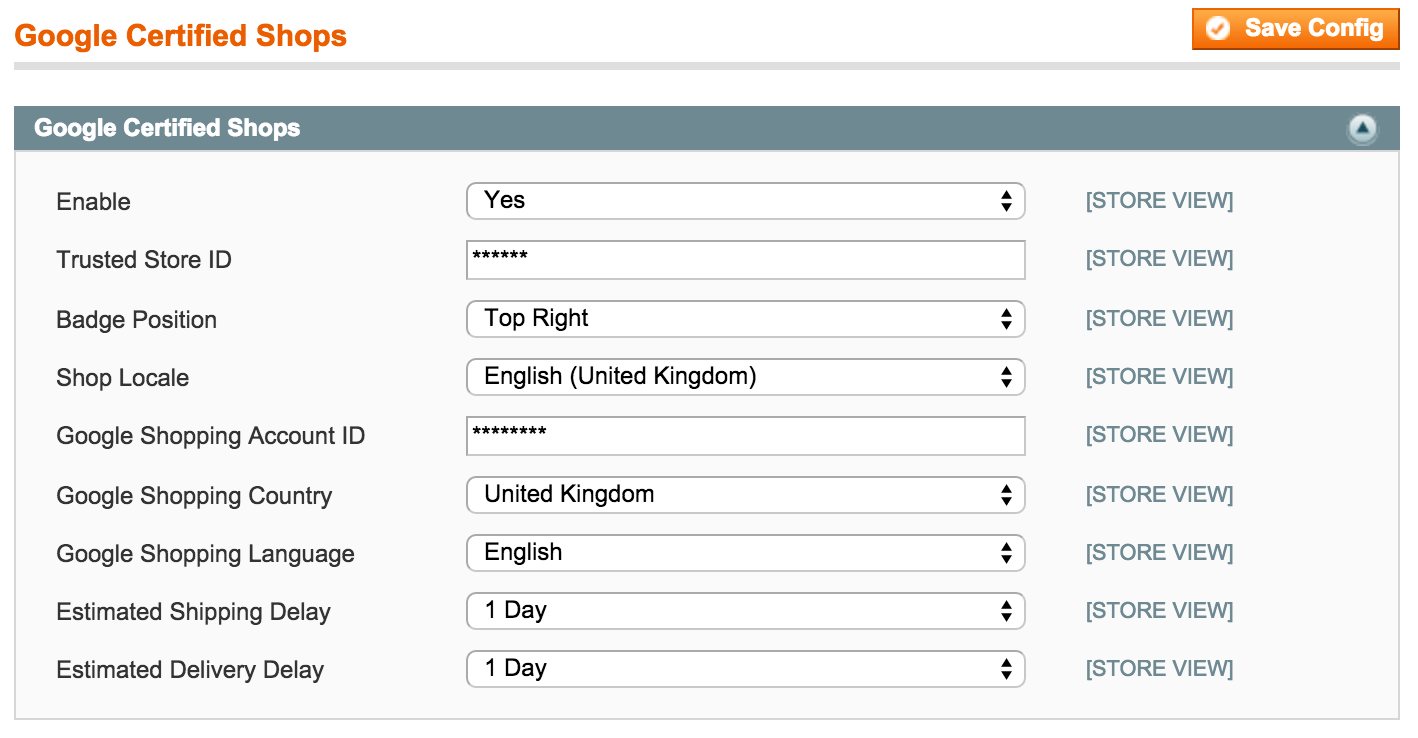 Google Certified Shops
Save Config
Google Certified Shops
Enable Yes [STORE VIEW]
Trusted Store ID ****** [STORE VIEW]
Badge Position Top Right [STORE VIEW]
Shop Locale English (United Kingdom) [STORE VIEW]
Google Shopping Account ID ******** [STORE VIEW]
Google Shopping Country United Kingdom [STORE VIEW]
Google Shopping Language English [STORE VIEW]
Estimated Shipping Delay 1 Day [STORE VIEW]
Estimated Delivery Delay 1 Day [STORE VIEW]